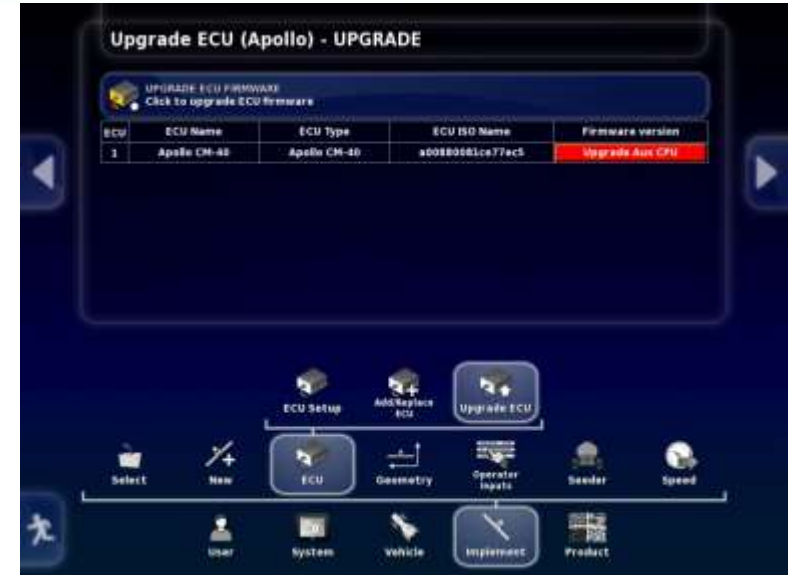 Upgrade ECU (Apollo) - UPGRADE
UPGRADE ECU FIRMWARE
Click to upgrade ECU firmware
ECU ECU Name ECU Type ECU ISO Name Firmware version
1 Apollo CM-40 Apollo CM-40 a00880081ce77ec5 Upgrade Aux CPU
ECU Setup Add/Replace ECU Upgrade ECU
Select New ECU Geometry Operator Inputs Seeder Speed
User System Vehicle Implement Product